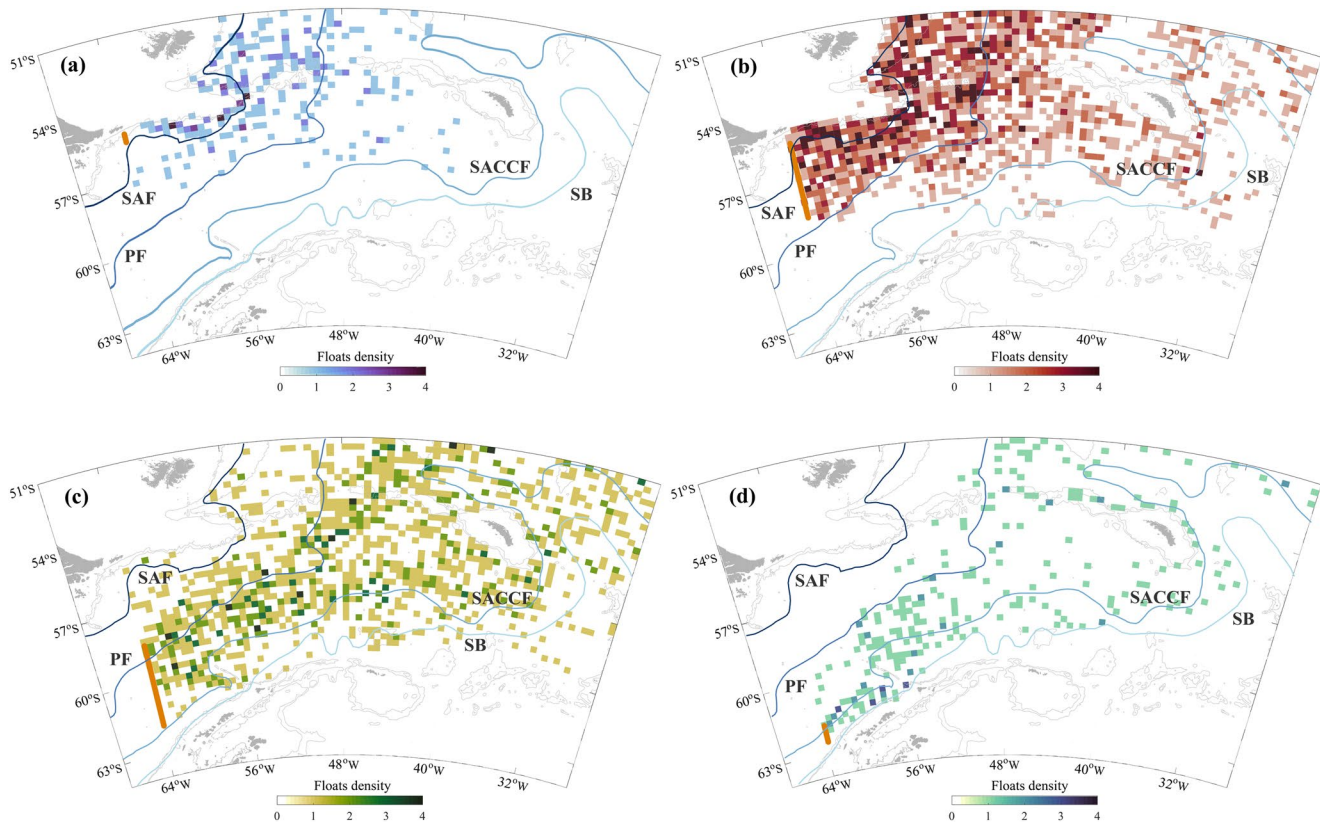 (a)
51°S
54°S
57°S
60°S
63°S
SAF
PF
SACCF
SB
64°W
56°W
48°W
40°W
32°W
Floats density
0 1 2 3 4
(b)
51°S
54°S
57°S
60°S
63°S
SAF
PF
SACCF
SB
64°W
56°W
48°W
40°W
32°W
Floats density
0 1 2 3 4
(c)
51°S
54°S
57°S
60°S
63°S
SAF
PF
SACCF
SB
64°W
56°W
48°W
40°W
32°W
Floats density
0 1 2 3 4
(d)
51°S
54°S
57°S
60°S
63°S
SAF
PF
SACCF
SB
64°W
56°W
48°W
40°W
32°W
Floats density
0 1 2 3 4